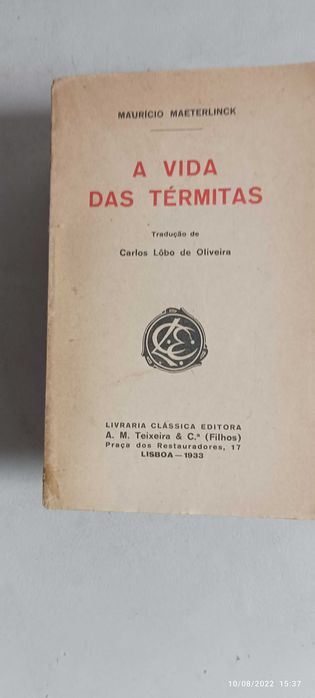 MAURÍCIO MAETERLINCK
A VIDA
DAS TÉRMITAS
Tradução de
Carlos Lôbo de Oliveira
LIVRARIA CLÁSSICA EDITORA
A. M. Teixeira & C.ª (Filhos)
Praça dos Restauradores, 17
LISBOA — 1933
10/08/2022 15:37